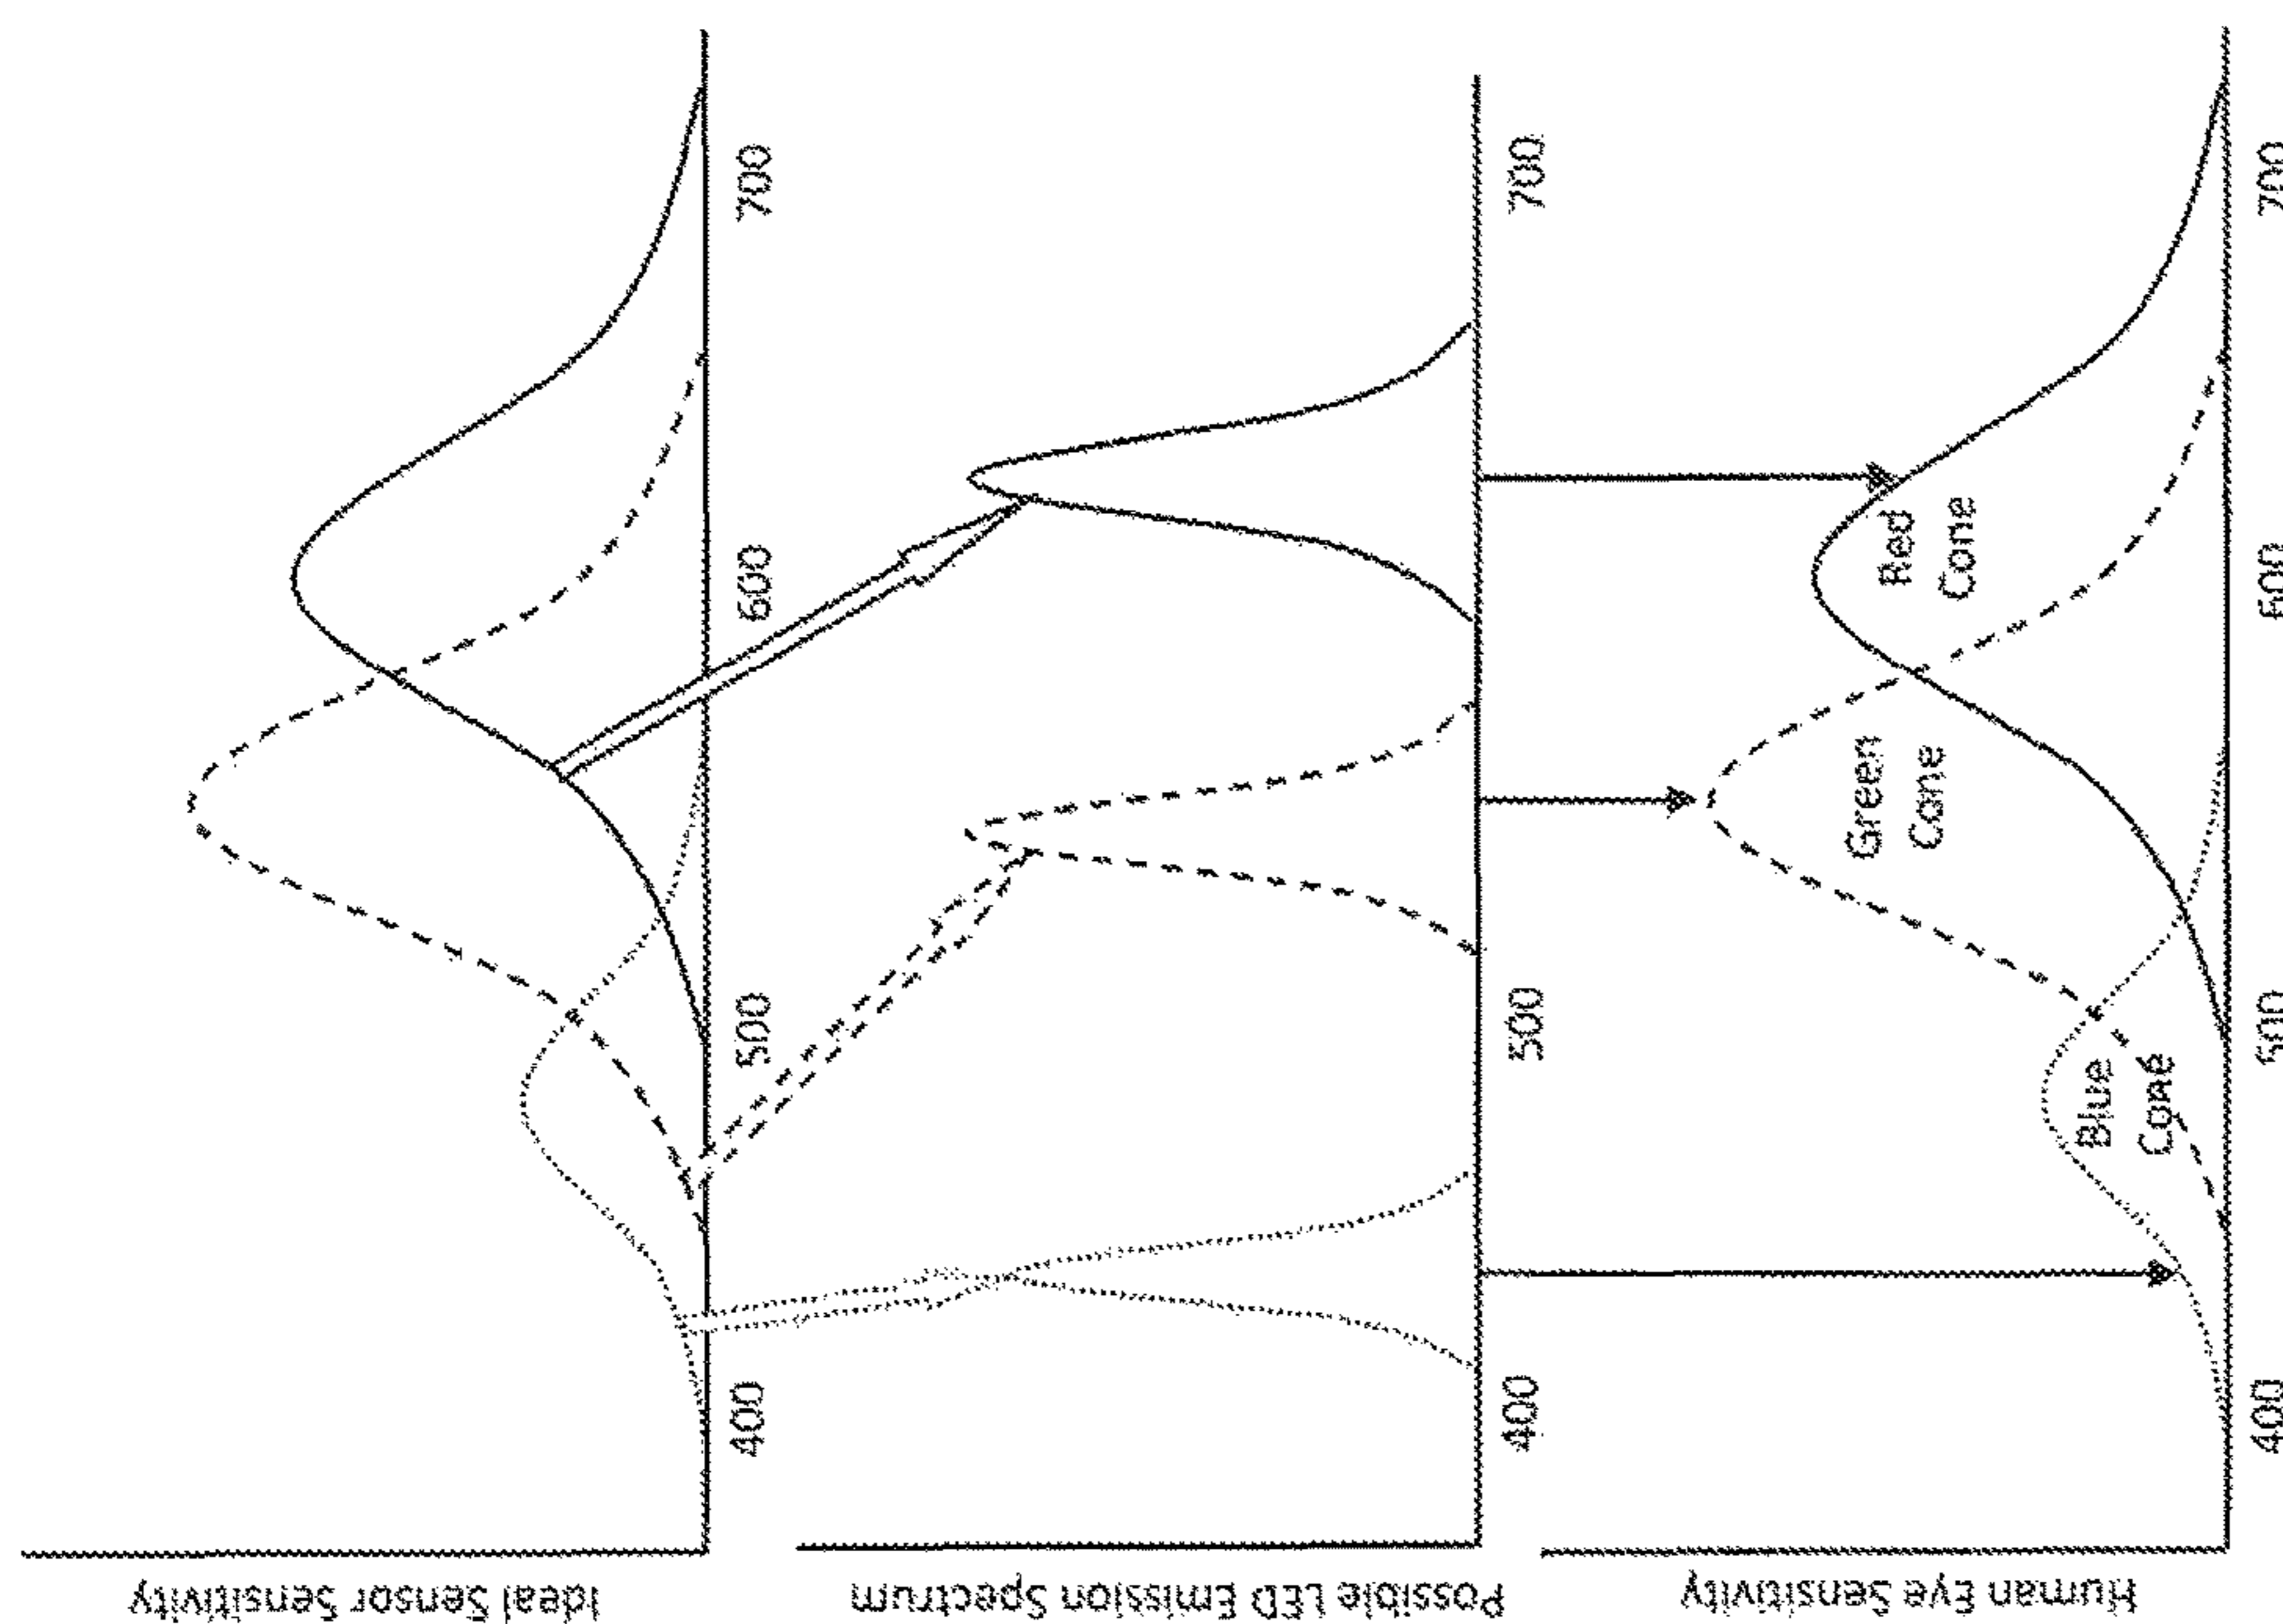 Ideal Sensor Sensitivity
400
500
600
700
Possible LED Emission Spectrum
400
500
700
Human Eye Sensitivity
Blue
Cone
Green
Cone
Red
Cone
400
500
600
700